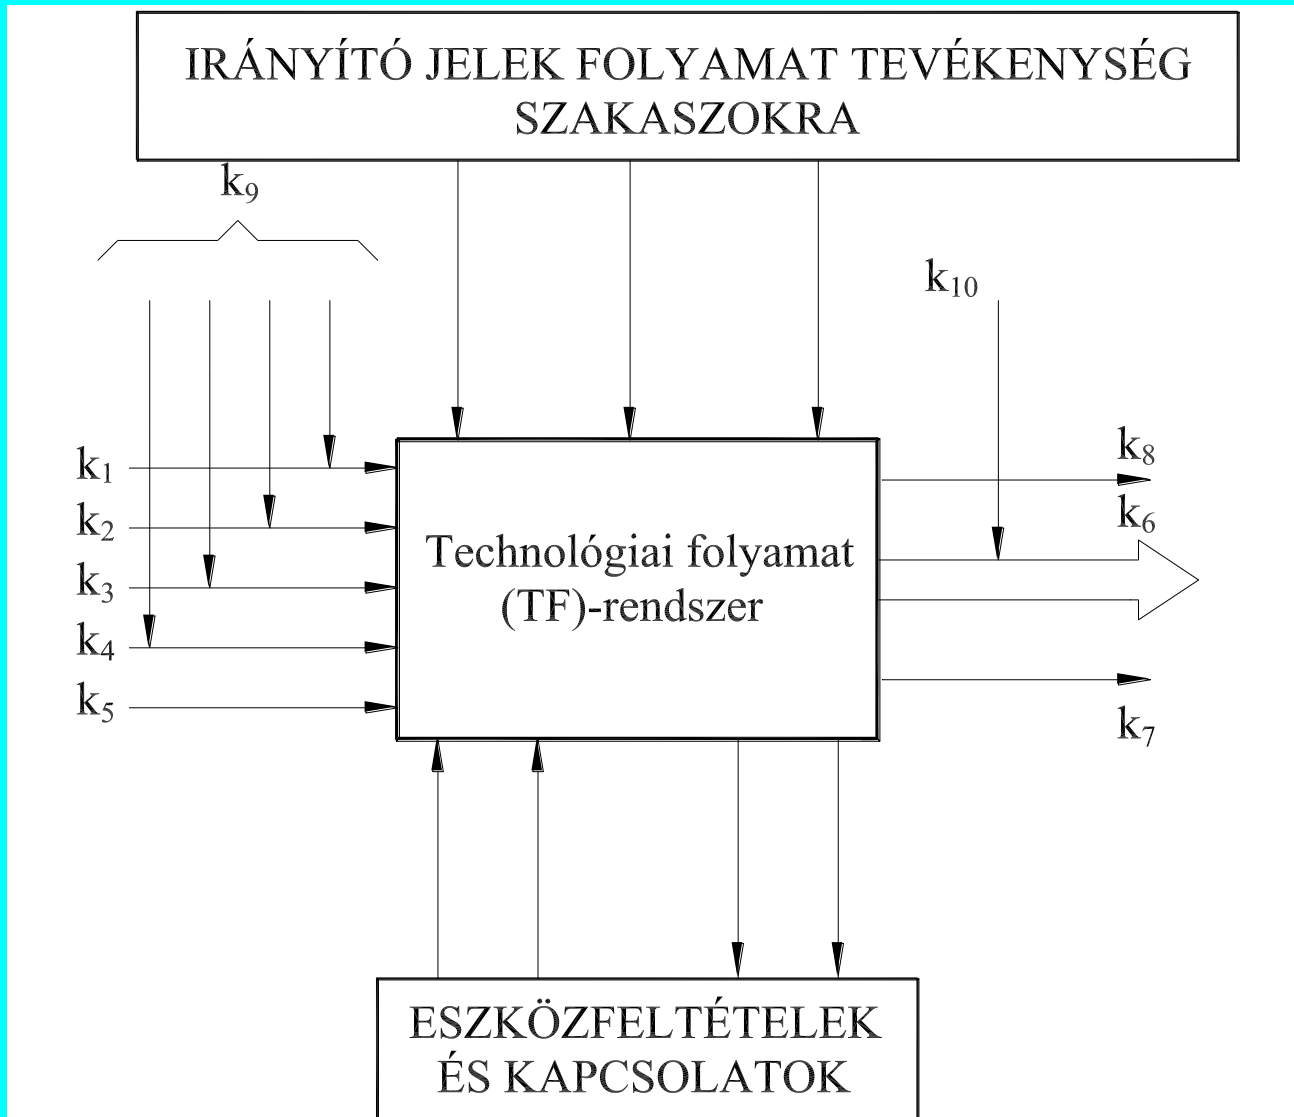 IRÁNYÍTÓ JELEK FOLYAMAT TEVÉKENYSÉG
SZAKASZOKRA
k₉
k₁₀
k₁
k₂
k₃
k₄
k₅
Technológiai folyamat
(TF)-rendszer
k₈
k₆
k₇
ESZKÖZFELTÉTELEK
ÉS KAPCSOLATOK